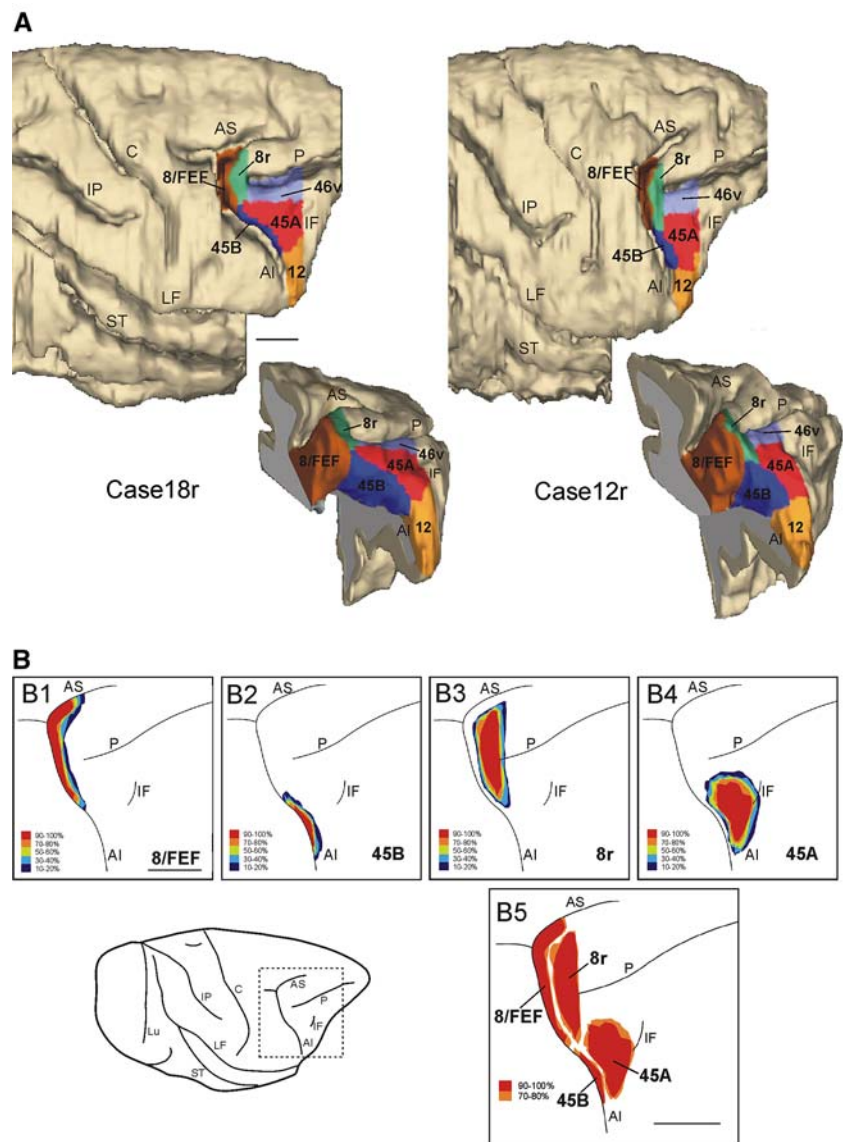 A
AS
8r
P
8/FEF
C
46v
IP
45A
IF
45B
AI
12
LF
ST
AS
8r
P
8/FEF
C
46v
45A
IF
IP
45B
AI
12
LF
ST
AS
8r
P
46v
8/FEF
45A
IF
45B
AI
12
Case18r
AS
8r
P
46v
8/FEF
45A
IF
45B
AI
12
Case12r
B
B1
AS
P
IF
AI
90-100%
70-80%
50-60%
30-40%
10-20%
8/FEF
B2
AS
P
IF
AI
90-100%
70-80%
50-60%
30-40%
10-20%
45B
B3
AS
P
IF
AI
90-100%
70-80%
50-60%
30-40%
10-20%
8r
B4
AS
P
IF
AI
90-100%
70-80%
50-60%
30-40%
10-20%
45A
Lu
IP
C
AS
P
IF
AI
LF
ST
B5
AS
8r
P
8/FEF
IF
45A
45B
AI
90-100%
70-80%